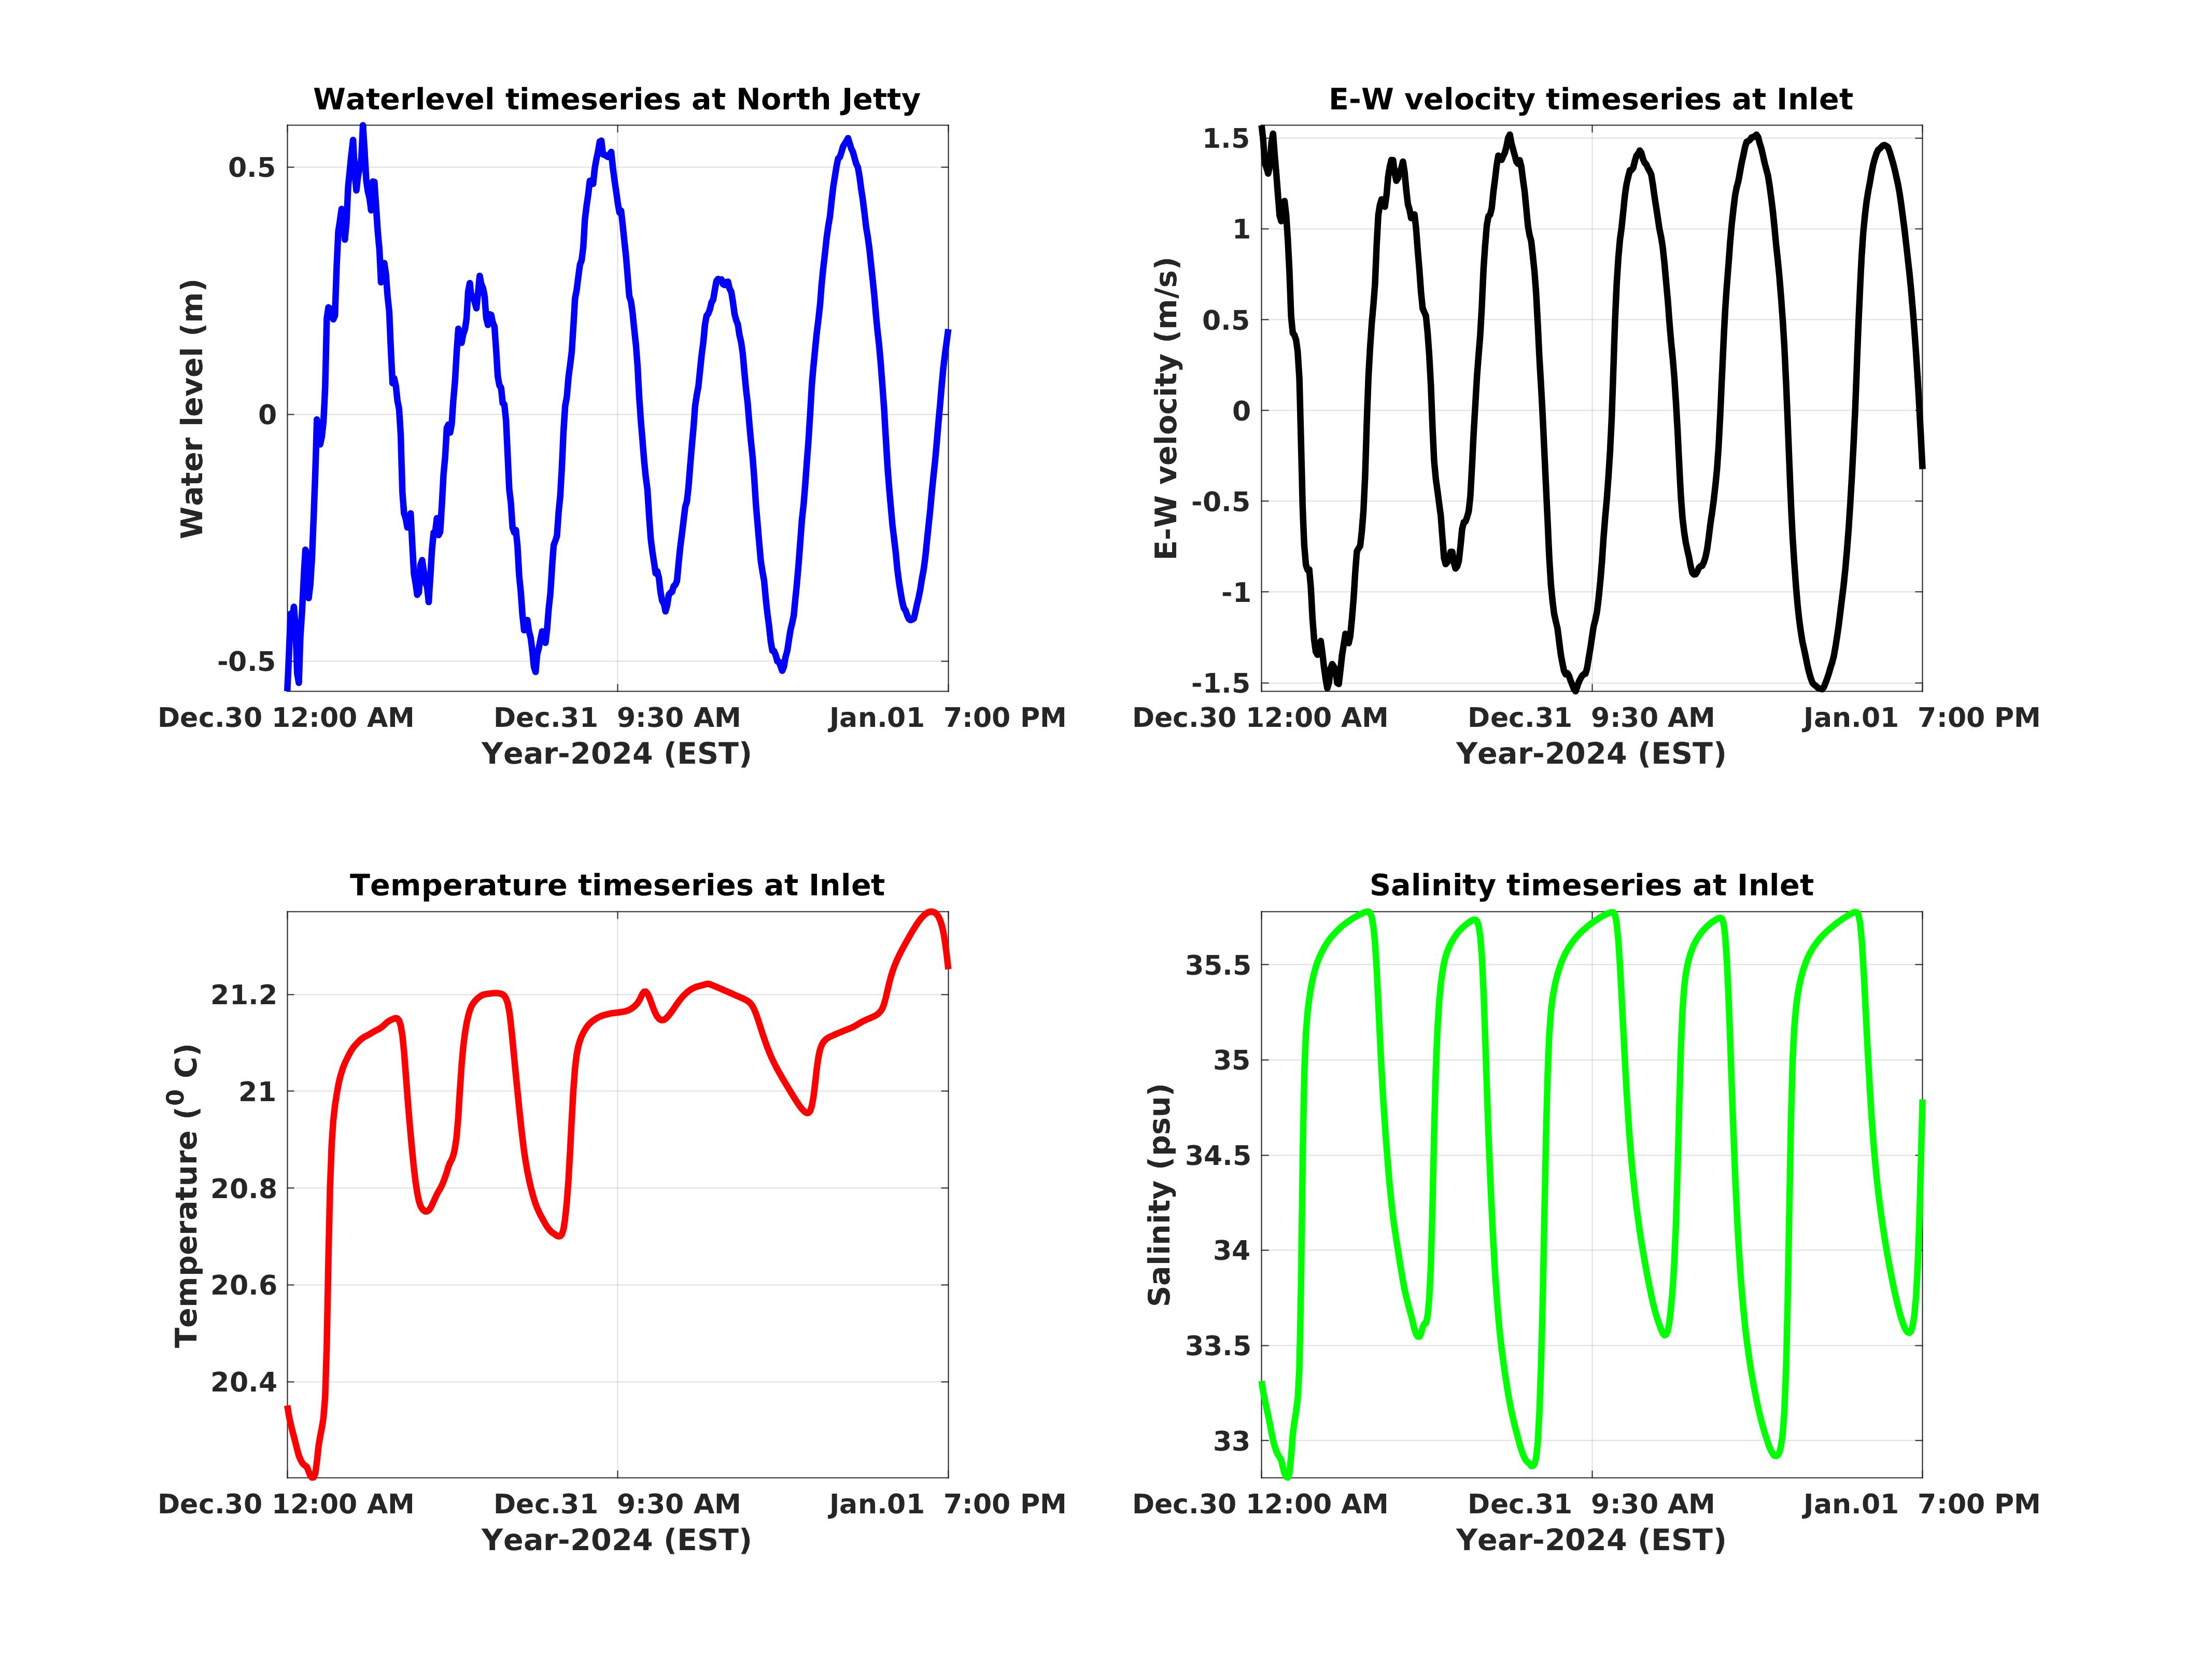 Waterlevel timeseries at North Jetty
0.5
0
-0.5
Water level (m)
Dec.30 12:00 AM Dec.31 9:30 AM Jan.01 7:00 PM
Year-2024 (EST)
E-W velocity timeseries at Inlet
1.5
1
0.5
0
-0.5
-1
-1.5
E-W velocity (m/s)
Dec.30 12:00 AM Dec.31 9:30 AM Jan.01 7:00 PM
Year-2024 (EST)
Temperature timeseries at Inlet
21.2
21
20.8
20.6
20.4
Temperature (⁰ C)
Dec.30 12:00 AM Dec.31 9:30 AM Jan.01 7:00 PM
Year-2024 (EST)
Salinity timeseries at Inlet
35.5
35
34.5
34
33.5
33
Salinity (psu)
Dec.30 12:00 AM Dec.31 9:30 AM Jan.01 7:00 PM
Year-2024 (EST)